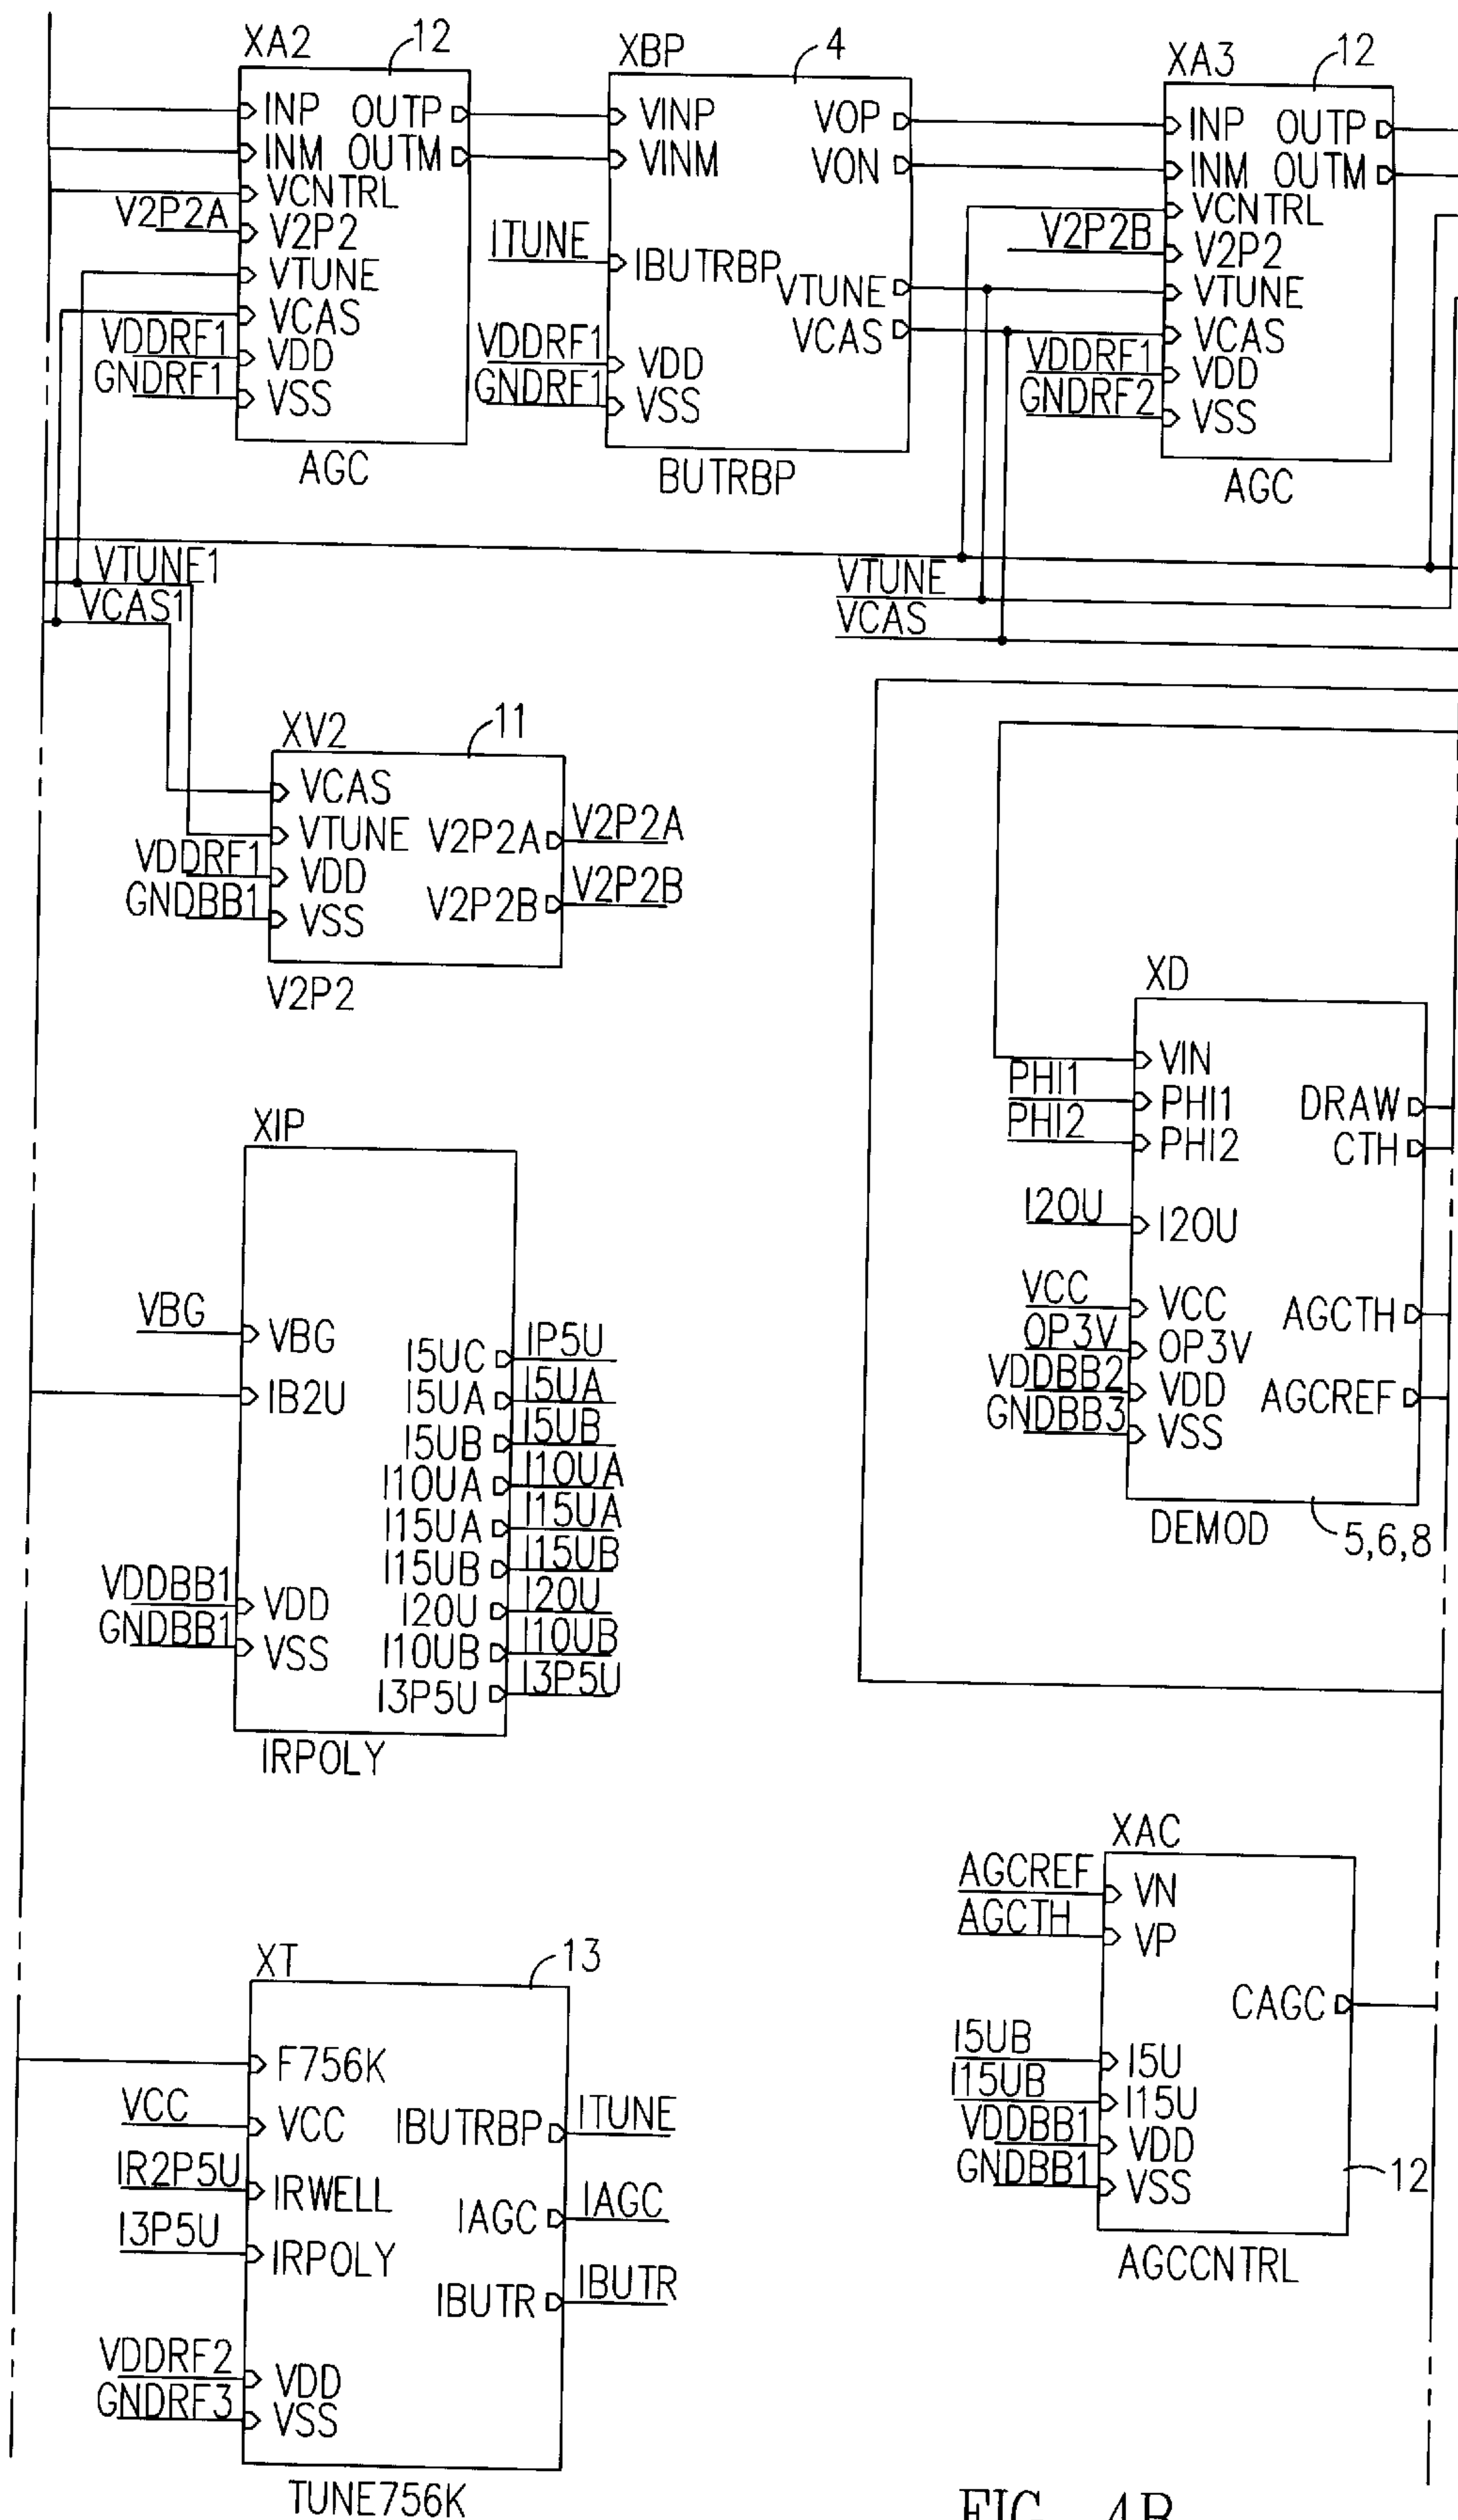 XA2
12
INP OUTP
INM OUTM
VCNTRL
V2P2A
V2P2
VTUNE
VCAS
VDDRF1
VDD
GNDRF1
VSS
AGC
XBP
4
VINP VOP
VINM VON
ITUNE
IBUTRBP
VTUNE
VCAS
VDDRF1
VDD
GNDRF1
VSS
BUTRBP
XA3
12
INP OUTP
INM OUTM
VCNTRL
V2P2B
V2P2
VTUNE
VCAS
VDDRF1
VDD
GNDRF2
VSS
AGC
VTUNE1
VCAS1
VTUNE
VCAS
XV2
11
VCAS
VTUNE
VDDRF1
VDD
GNDBB1
VSS
V2P2A
V2P2A
V2P2B
V2P2B
V2P2
XD
VIN
PHI1
PHI1
PHI2
PHI2
I20U
I20U
VCC
VCC
OP3V
OP3V
VDDBB2
VDD
GNDBB3
VSS
DRAW
CTH
AGCTH
AGCREF
DEMOD
5,6,8
XIP
VBG
VBG
IB2U
VDDBB1
VDD
GNDBB1
VSS
I5UC IP5U
I5UA I5UA
I5UB I5UB
I10UA I10UA
I15UA I15UA
I15UB I15UB
I20U I20U
I10UB I10UB
I3P5U I3P5U
IRPOLY
XAC
AGCREF
VN
AGCTH
VP
CAGC
I5UB
I5U
I15UB
I15U
VDDBB1
VDD
GNDBB1
VSS
12
AGCCNTRL
XT
13
F756K
VCC
VCC
IR2P5U
IRWELL
I3P5U
IRPOLY
VDDRF2
VDD
GNDRF3
VSS
IBUTRBP ITUNE
IAGC IAGC
IBUTR IBUTR
TUNE756K
FIG. 4B